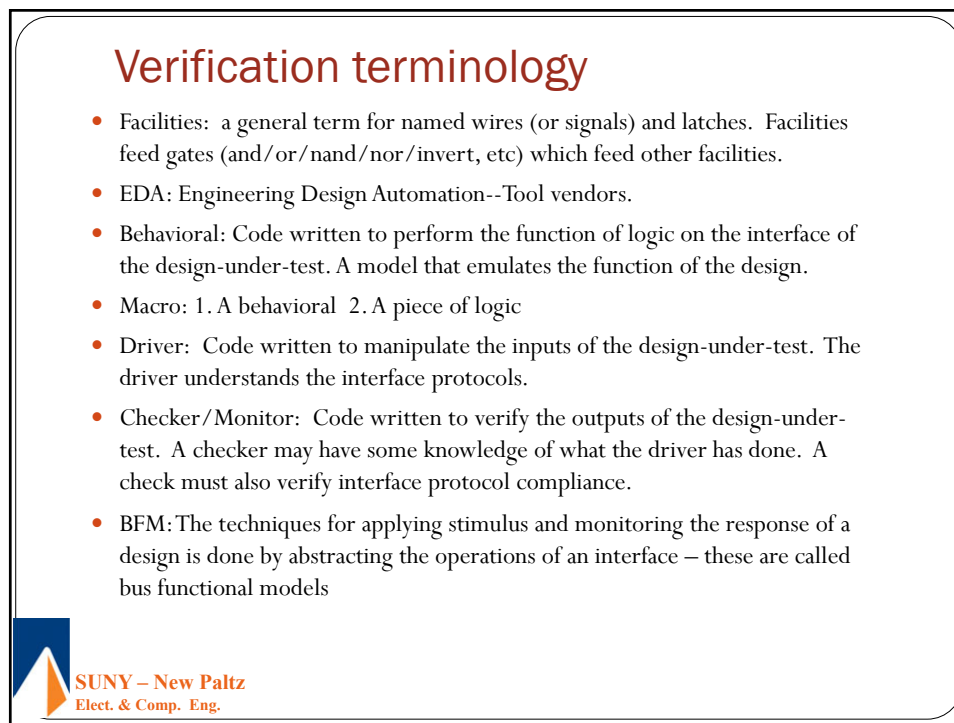 Verification terminology
• Facilities: a general term for named wires (or signals) and latches. Facilities
feed gates (and/or/nand/nor/invert, etc) which feed other facilities.
• EDA: Engineering Design Automation--Tool vendors.
• Behavioral: Code written to perform the function of logic on the interface of
the design-under-test. A model that emulates the function of the design.
• Macro: 1. A behavioral 2. A piece of logic
• Driver: Code written to manipulate the inputs of the design-under-test. The
driver understands the interface protocols.
• Checker/Monitor: Code written to verify the outputs of the design-under-
test. A checker may have some knowledge of what the driver has done. A
check must also verify interface protocol compliance.
• BFM: The techniques for applying stimulus and monitoring the response of a
design is done by abstracting the operations of an interface – these are called
bus functional models
SUNY – New Paltz
Elect. & Comp. Eng.